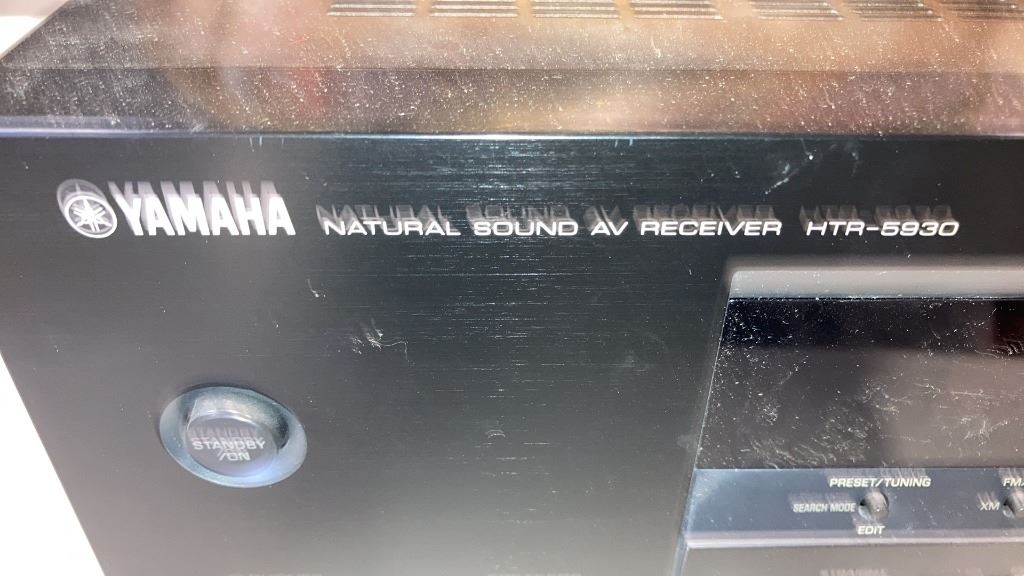 YAMAHA NATURAL SOUND AV RECEIVER HTR-5930
STANDBY
/ON
PRESET/TUNING
SEARCH MODE
EDIT
XM